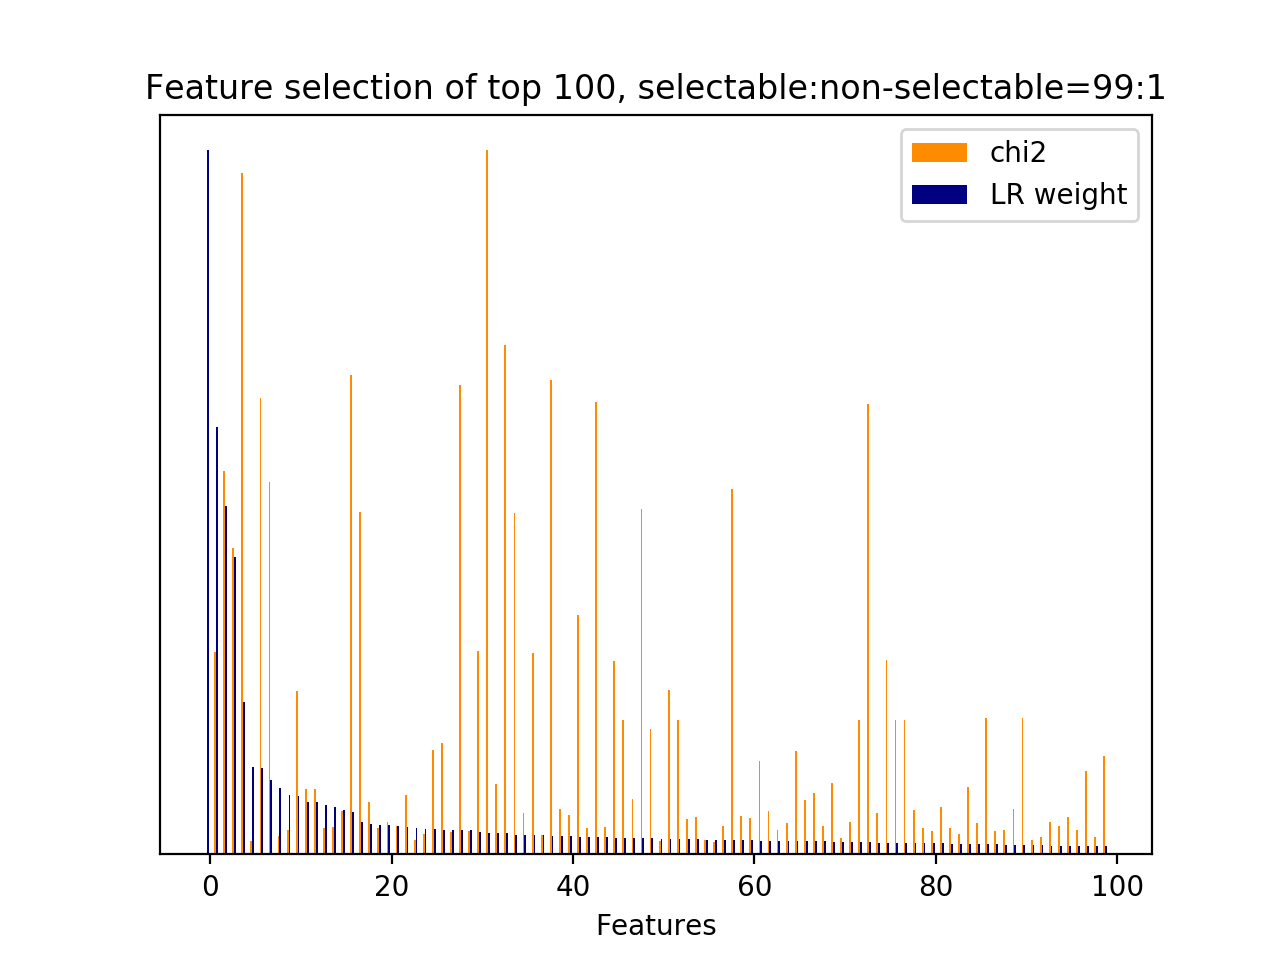 Feature selection of top 100, selectable:non-selectable=99:1
chi2
LR weight
0 20 40 60 80 100
Features